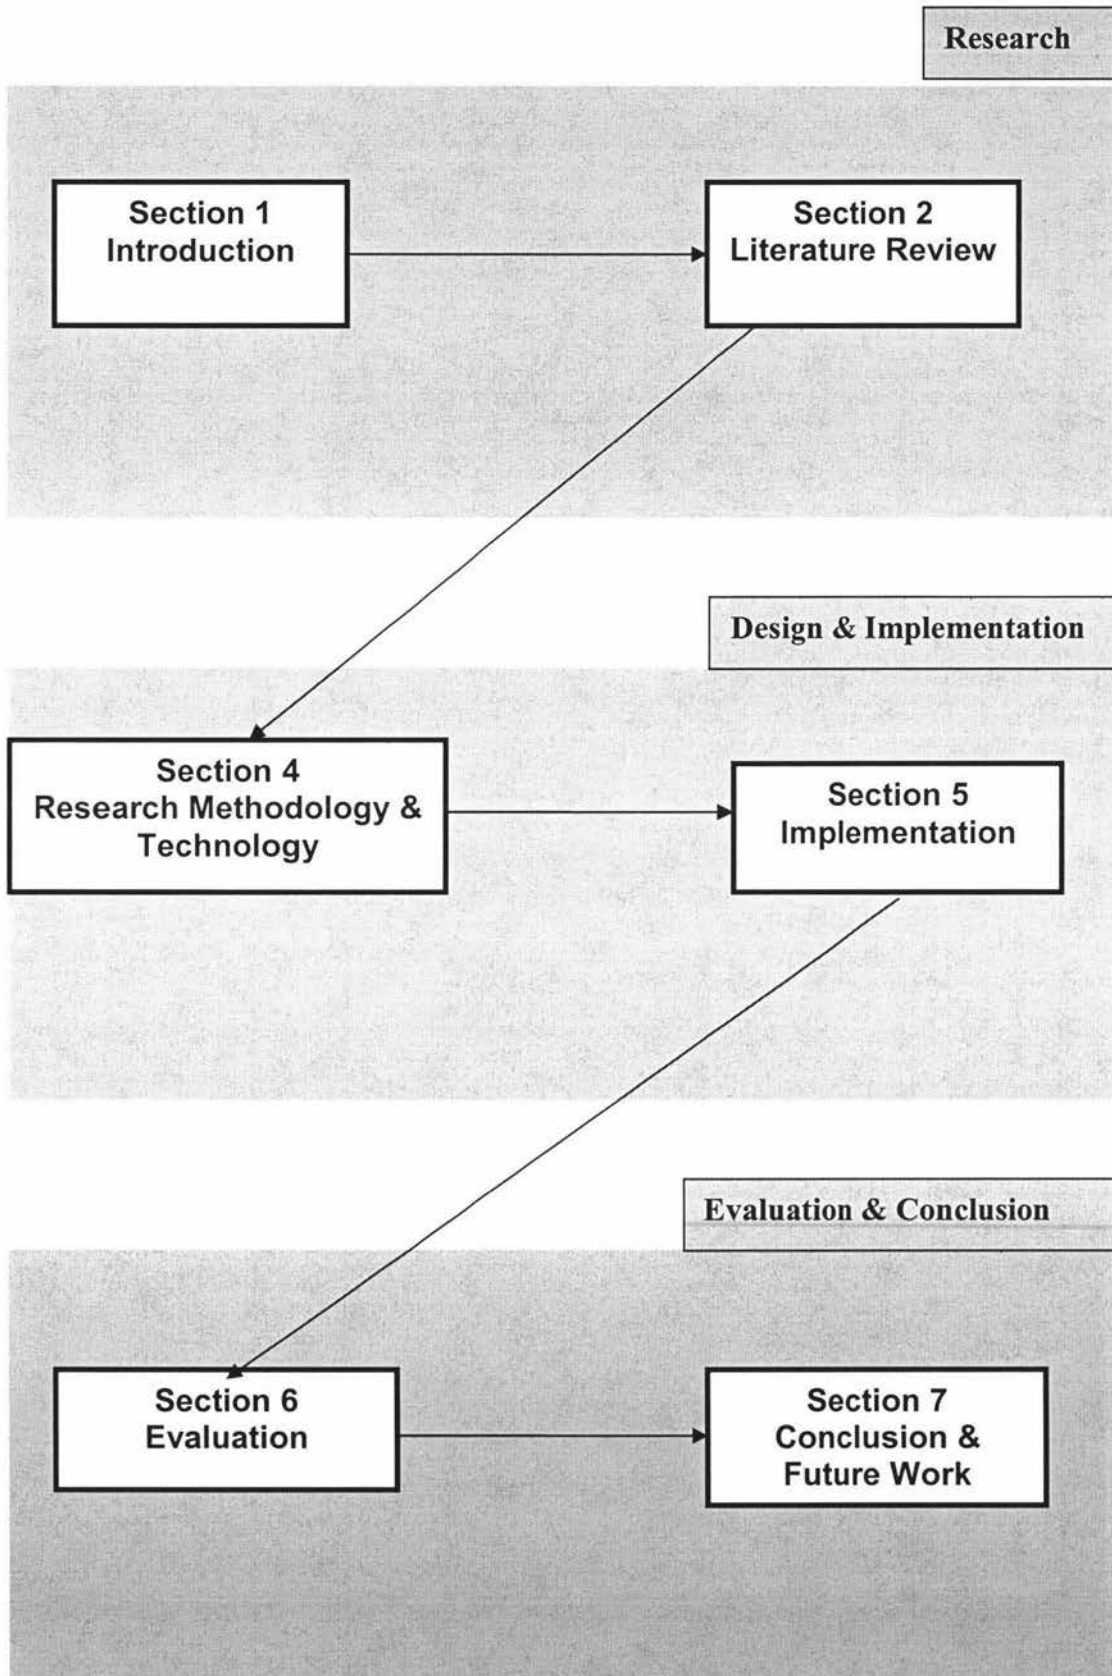 Research
Section 1
Introduction
Section 2
Literature Review
Design & Implementation
Section 4
Research Methodology &
Technology
Section 5
Implementation
Evaluation & Conclusion
Section 6
Evaluation
Section 7
Conclusion &
Future Work